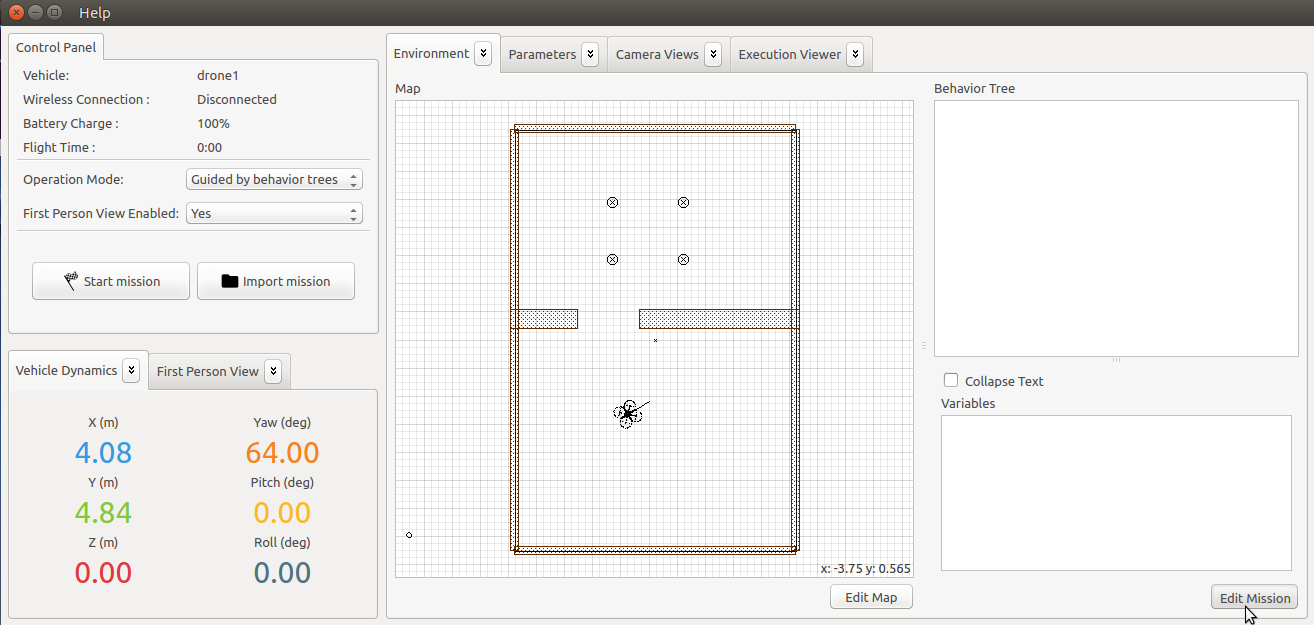 Help
Control Panel
Vehicle: drone1
Wireless Connection : Disconnected
Battery Charge : 100%
Flight Time : 0:00
Operation Mode: Guided by behavior trees
First Person View Enabled: Yes
Start mission Import mission
Vehicle Dynamics First Person View
X (m) Yaw (deg)
4.08 64.00
Y (m) Pitch (deg)
4.84 0.00
Z (m) Roll (deg)
0.00 0.00
Environment Parameters Camera Views Execution Viewer
Map
x: -3.75 y: 0.565
Edit Map
Behavior Tree
Collapse Text
Variables
Edit Mission